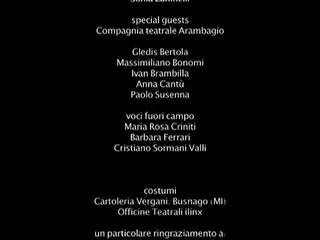 special guests
Compagnia teatrale Arambagio
Gledis Bertola
Massimiliano Bonomi
Ivan Brambilla
Anna Cantù
Paolo Susenna
voci fuori campo
Maria Rosa Criniti
Barbara Ferrari
Cristiano Sormani Valli
costumi
Cartoleria Vergani, Busnago (MI)
Officine Teatrali ilinx
un particolare ringraziamento a: